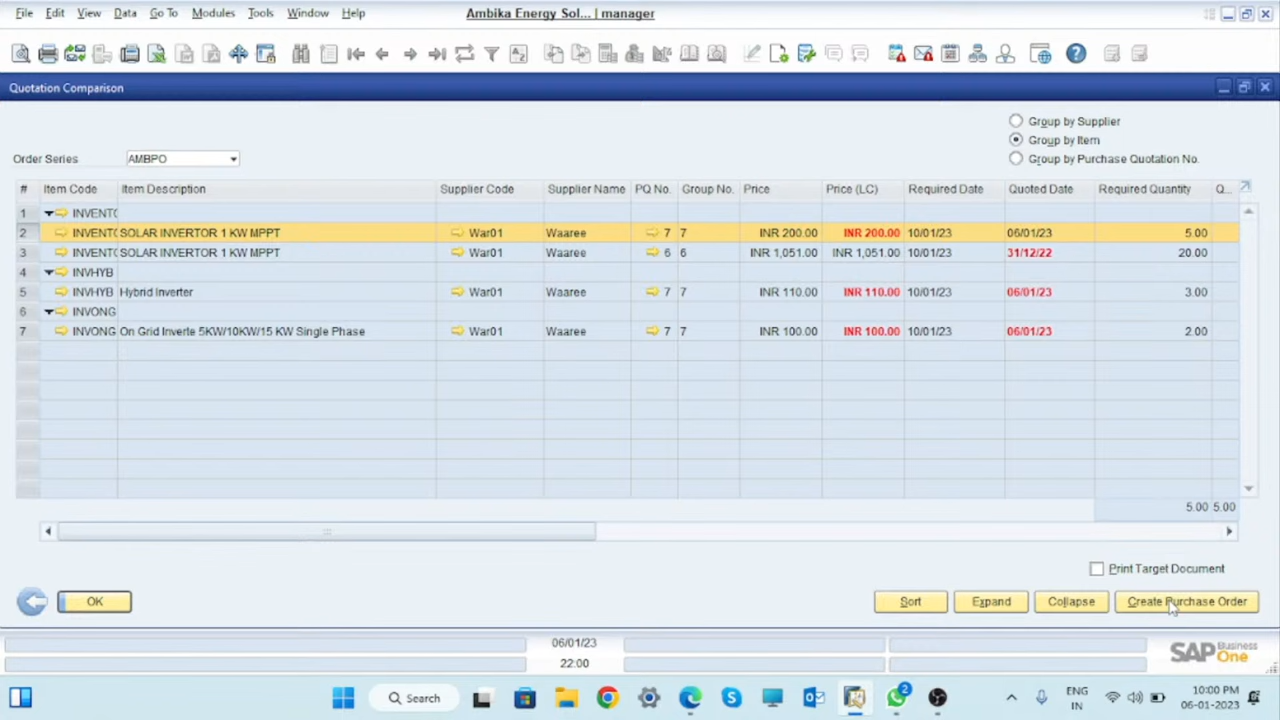 File Edit View Data Go To Modules Tools Window Help Ambika Energy Sol... | manager
Quotation Comparison
Group by Supplier
Group by Item
Order Series AMBPO Group by Purchase Quotation No.
# Item Code Item Description Supplier Code Supplier Name PQ No. Group No. Price Price (LC) Required Date Quoted Date Required Quantity Q...
1 INVENT
2 INVENT SOLAR INVERTOR 1 KW MPPT War01 Waaree 7 7 INR 200.00 INR 200.00 10/01/23 06/01/23 5.00
3 INVENT SOLAR INVERTOR 1 KW MPPT War01 Waaree 6 6 INR 1,051.00 INR 1,051.00 10/01/23 31/12/22 20.00
4 INVHYB
5 INVHYB Hybrid Inverter War01 Waaree 7 7 INR 110.00 INR 110.00 10/01/23 06/01/23 3.00
6 INVONG
7 INVONG On Grid Inverte 5KW/10KW/15 KW Single Phase War01 Waaree 7 7 INR 100.00 INR 100.00 10/01/23 06/01/23 2.00
5.00 5.00
Print Target Document
OK Sort Expand Collapse Create Purchase Order
06/01/23
22:00
SAP Business One
Search 2 ENG IN 10:00 PM 06-01-2023